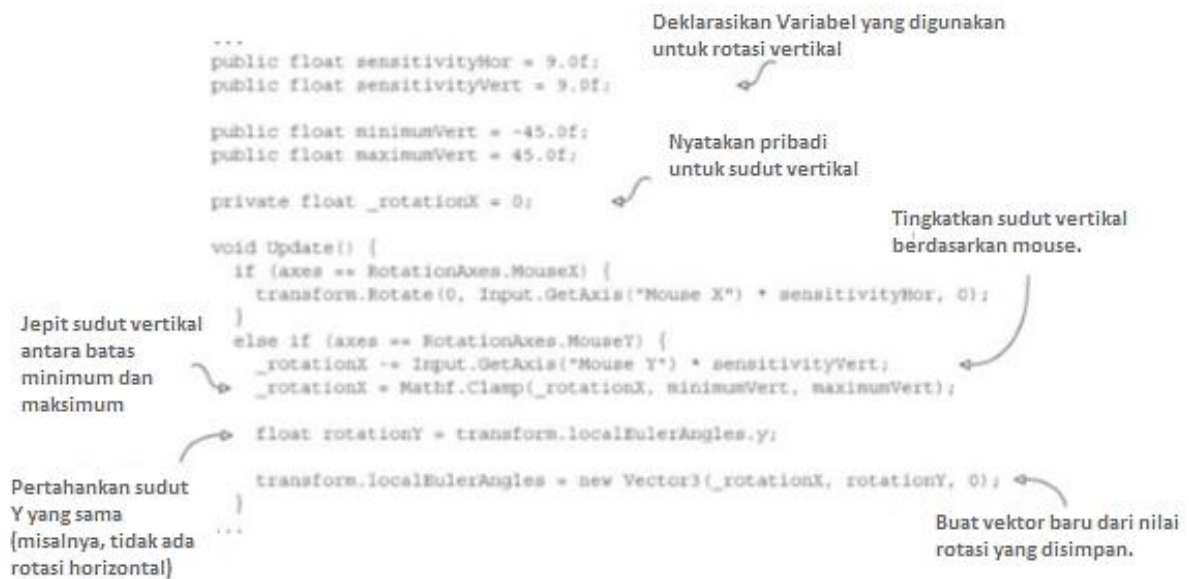 Deklarasikan Variabel yang digunakan
untuk rotasi vertikal
...
public float sensitivityHor = 9.0f;
public float sensitivityVert = 9.0f;
public float minimumVert = -45.0f;
public float maximumVert = 45.0f;
Nyatakan pribadi
untuk sudut vertikal
private float _rotationX = 0;
Tingkatkan sudut vertikal
berdasarkan mouse.
void Update() {
if (axes == RotationAxes.MouseX) {
transform.Rotate(0, Input.GetAxis("Mouse X") * sensitivityHor, 0);
}
else if (axes == RotationAxes.MouseY) {
_rotationX -= Input.GetAxis("Mouse Y") * sensitivityVert;
_rotationX = Mathf.Clamp(_rotationX, minimumVert, maximumVert);
Jepit sudut vertikal
antara batas
minimum dan
maksimum
float rotationY = transform.localEulerAngles.y;
transform.localEulerAngles = new Vector3(_rotationX, rotationY, 0);
}
...
Pertahankan sudut
Y yang sama
(misalnya, tidak ada
rotasi horizontal)
Buat vektor baru dari nilai
rotasi yang disimpan.